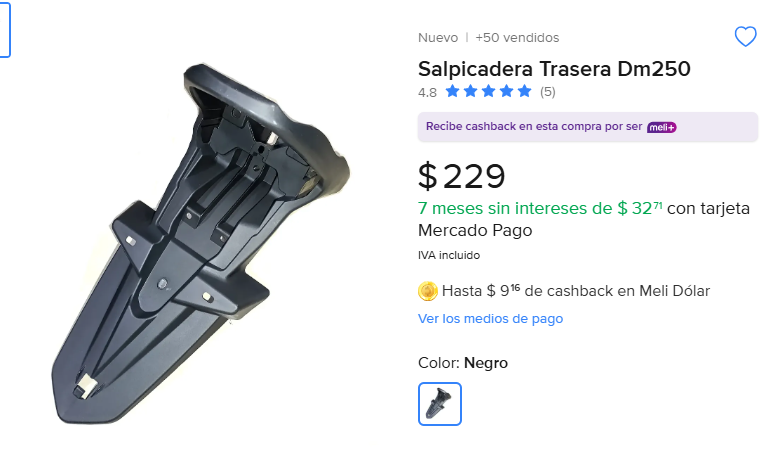 Nuevo | +50 vendidos
Salpicadera Trasera Dm250
4.8 (5)
Recibe cashback en esta compra por ser meli+
$ 229
7 meses sin intereses de $ 32⁷¹ con tarjeta
Mercado Pago
IVA incluido
Hasta $ 9¹⁶ de cashback en Meli Dólar
Ver los medios de pago
Color: Negro